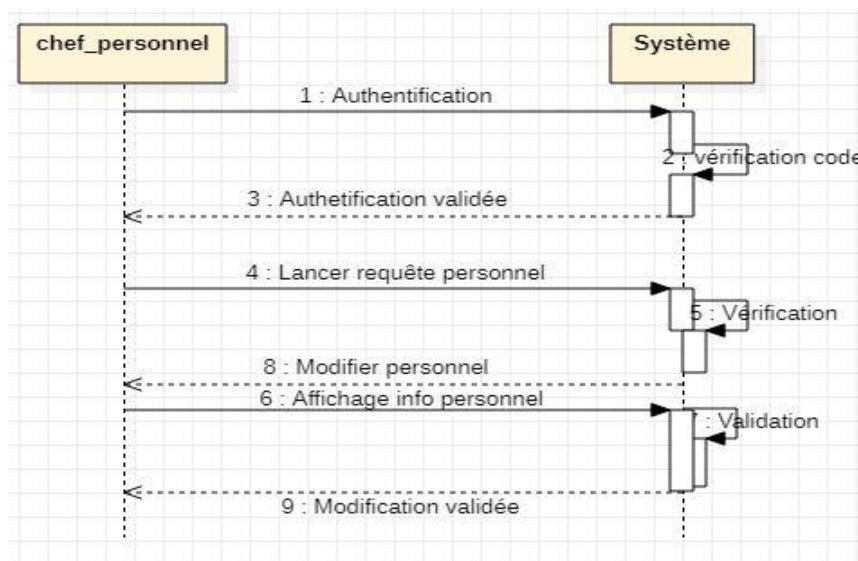 chef_personnel
Système
1 : Authentification
2 : vérification code
3 : Authetification validée
4 : Lancer requête personnel
5 : Vérification
8 : Modifier personnel
6 : Affichage info personnel
7 : Validation
9 : Modification validée